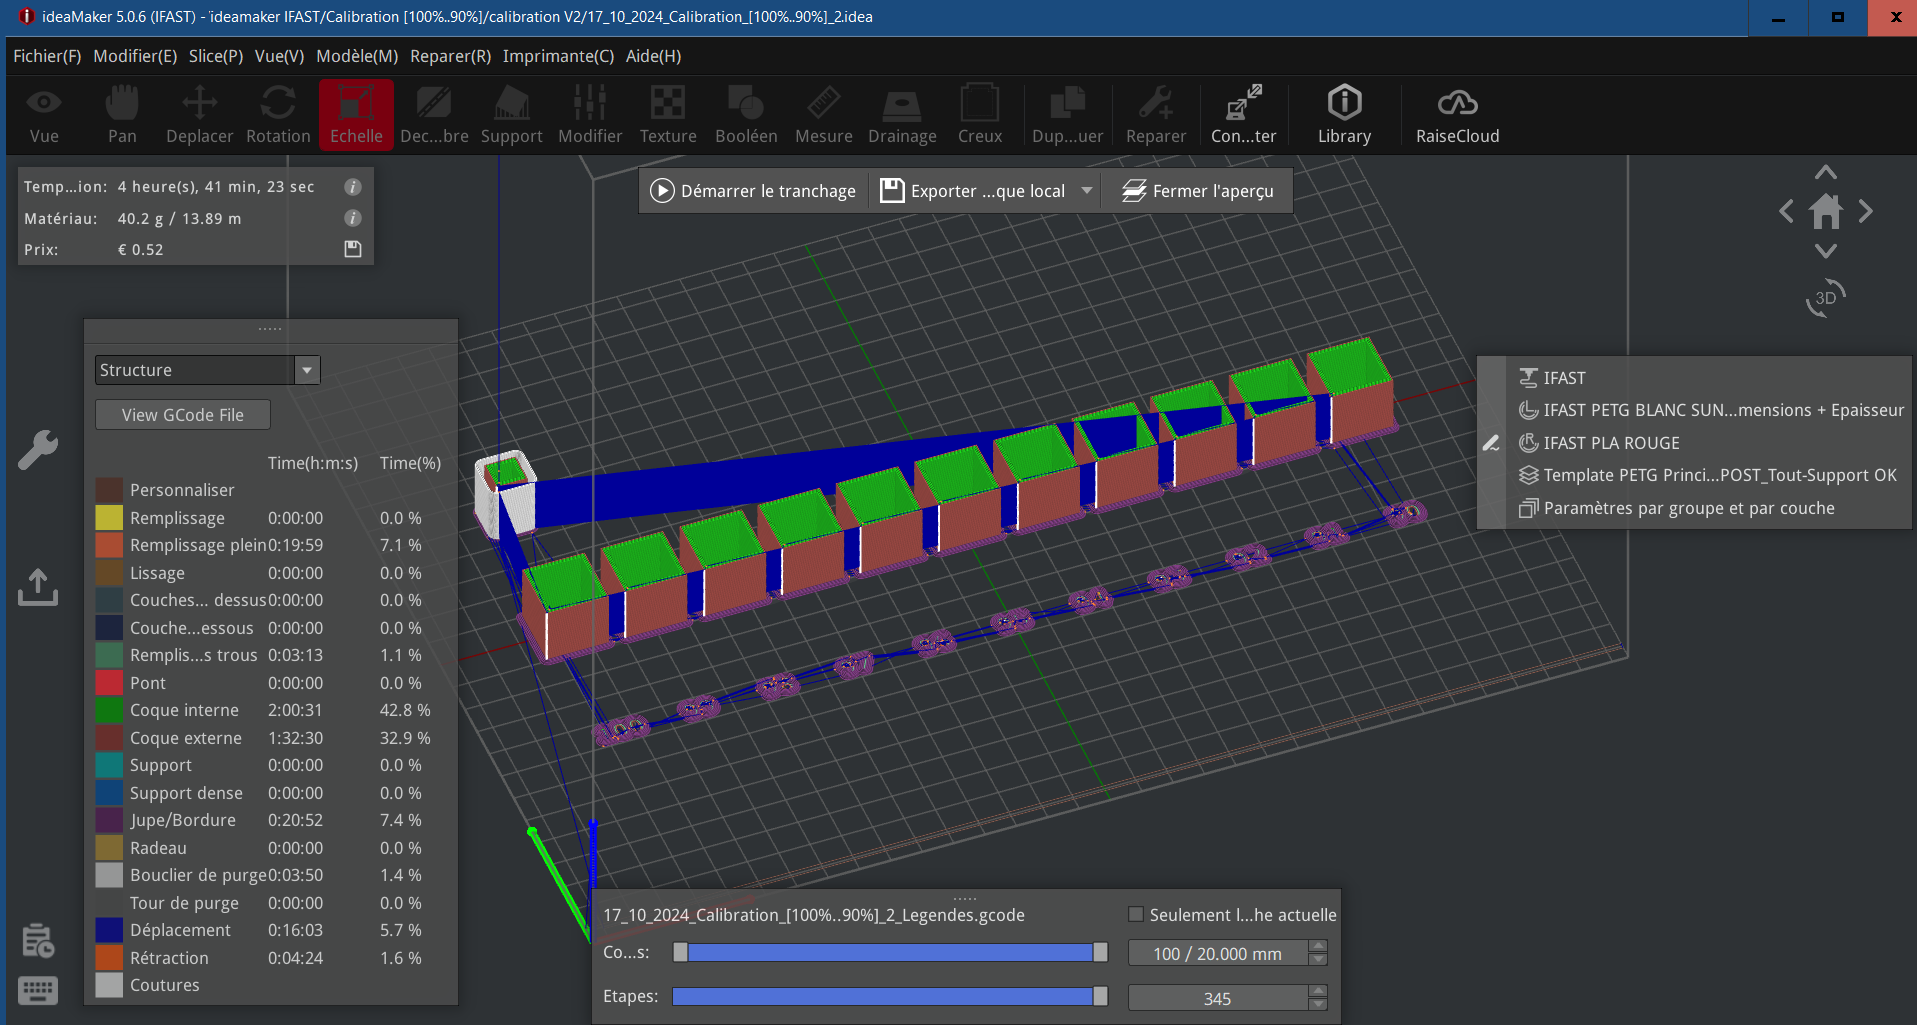 ideaMaker 5.0.6 (IFAST) - 'ideamaker IFAST/Calibration [100%..90%]/calibration V2/17_10_2024_Calibration_[100%..90%]_2.idea
Fichier(F) Modifier(E) Slice(P) Vue(V) Modèle(M) Reparer(R) Imprimante(C) Aide(H)
Vue Pan Deplacer Rotation Echelle Dec...bre Support Modifier Texture Booléen Mesure Drainage Creux Dup...uer Reparer Con...ter Library RaiseCloud
Temp...ion: 4 heure(s), 41 min, 23 sec
Matériau: 40.2 g / 13.89 m
Prix: € 0.52
Démarrer le tranchage Exporter ...que local Fermer l'aperçu
3D
IFAST
IFAST PETG BLANC SUN...mensions + Epaisseur
IFAST PLA ROUGE
Template PETG Princi...POST_Tout-Support OK
Paramètres par groupe et par couche
Structure
View GCode File
Time(h:m:s) Time(%)
Personnaliser
Remplissage 0:00:00 0.0 %
Remplissage plein 0:19:59 7.1 %
Lissage 0:00:00 0.0 %
Couches... dessus 0:00:00 0.0 %
Couche...essous 0:00:00 0.0 %
Remplis...s trous 0:03:13 1.1 %
Pont 0:00:00 0.0 %
Coque interne 2:00:31 42.8 %
Coque externe 1:32:30 32.9 %
Support 0:00:00 0.0 %
Support dense 0:00:00 0.0 %
Jupe/Bordure 0:20:52 7.4 %
Radeau 0:00:00 0.0 %
Bouclier de purge 0:03:50 1.4 %
Tour de purge 0:00:00 0.0 %
Déplacement 0:16:03 5.7 %
Rétraction 0:04:24 1.6 %
Coutures
17_10_2024_Calibration_[100%..90%]_2_Legendes.gcode Seulement l...he actuelle
Co...s: 100 / 20.000 mm
Etapes: 345